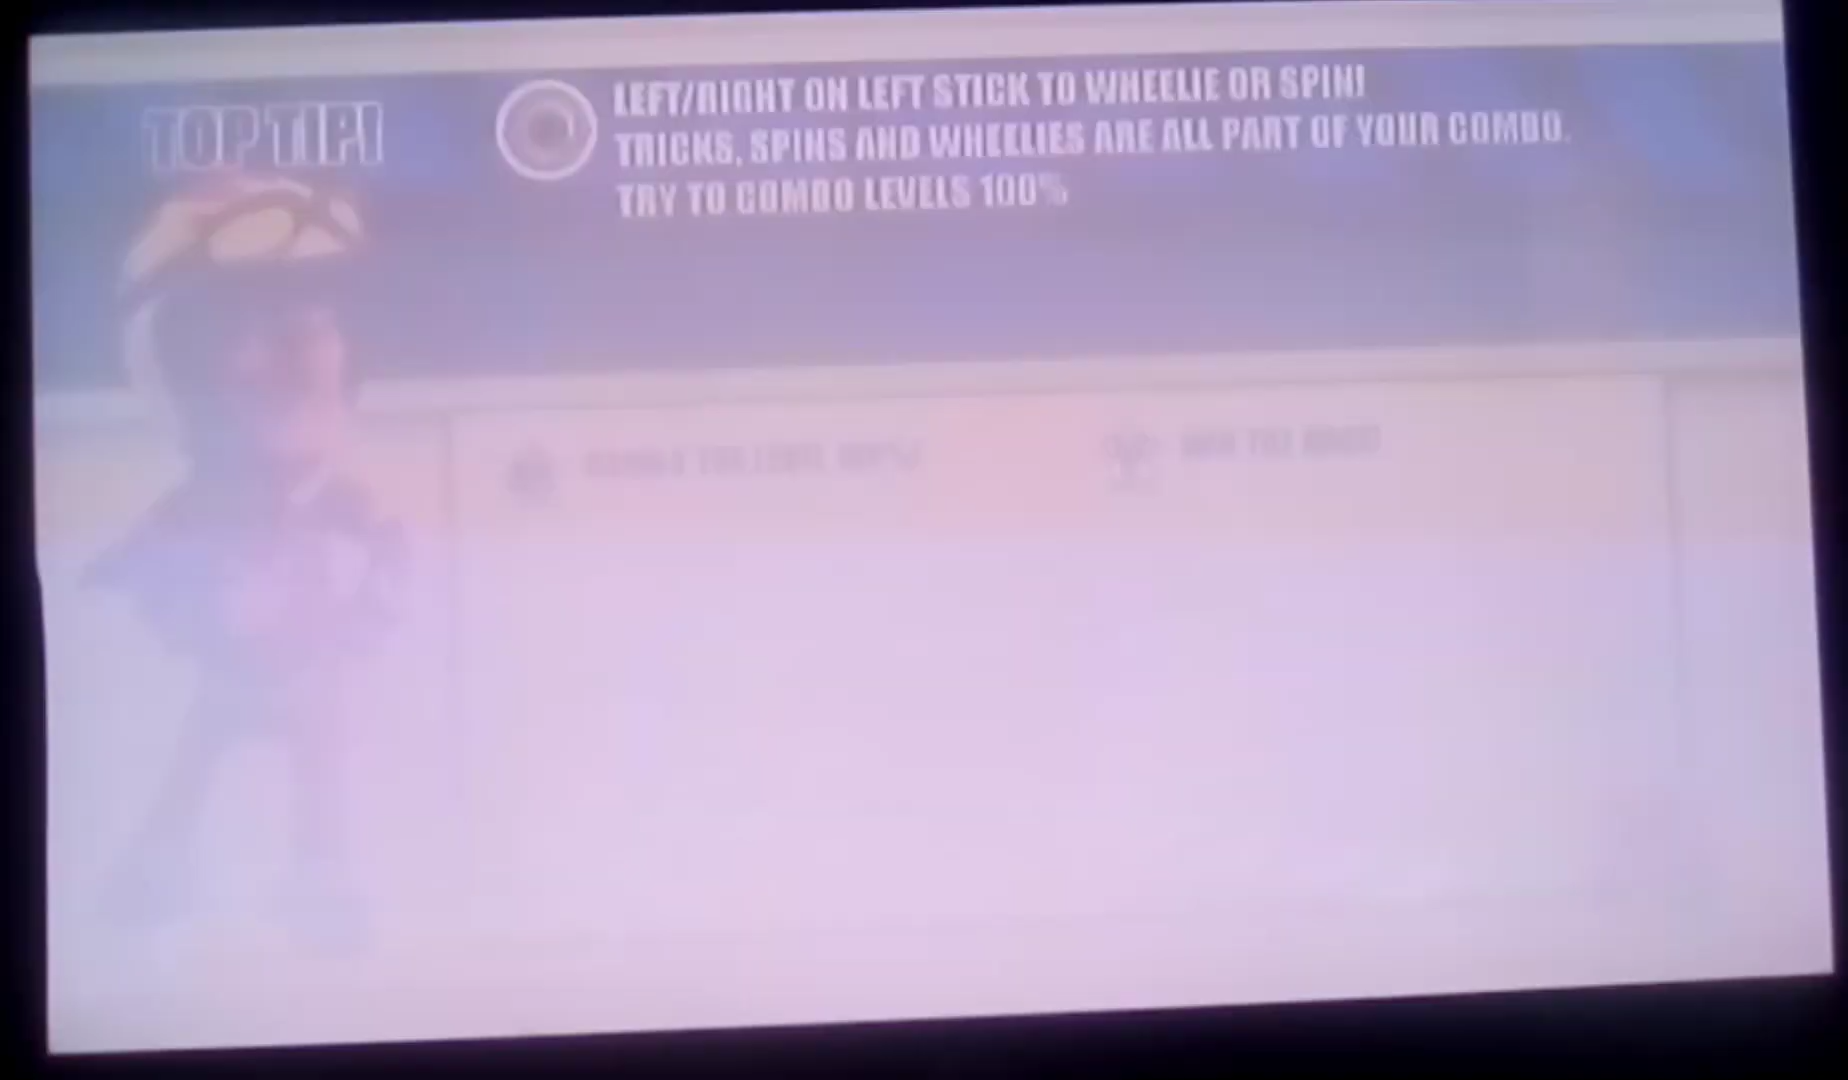 TOP TIP!
LEFT/RIGHT ON LEFT STICK TO WHEELIE OR SPIN!
TRICKS, SPINS AND WHEELIES ARE ALL PART OF YOUR COMBO.
TRY TO COMBO LEVELS 100%